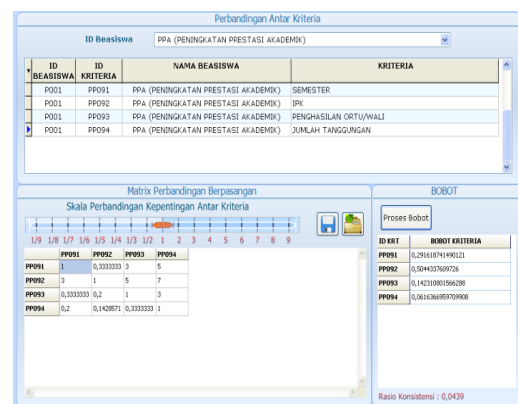 Perbandingan Antar Kriteria
ID Beasiswa PPA (PENINGKATAN PRESTASI AKADEMIK)
ID BEASISWA ID KRITERIA NAMA BEASISWA KRITERIA
P001 PP091 PPA (PENINGKATAN PRESTASI AKADEMIK) SEMESTER
P001 PP092 PPA (PENINGKATAN PRESTASI AKADEMIK) IPK
P001 PP093 PPA (PENINGKATAN PRESTASI AKADEMIK) PENGHASILAN ORTU/WALI
P001 PP094 PPA (PENINGKATAN PRESTASI AKADEMIK) JUMLAH TANGGUNGAN
Matrix Perbandingan Berpasangan
Skala Perbandingan Kepentingan Antar Kriteria
1/9 1/8 1/7 1/6 1/5 1/4 1/3 1/2 1 2 3 4 5 6 7 8 9
PP091 PP092 PP093 PP094
PP091 1 0,3333333 3 5
PP092 3 1 5 7
PP093 0,3333333 0,2 1 3
PP094 0,2 0,1428571 0,3333333 1
BOBOT
Proses Bobot
ID KRT BOBOT KRITERIA
PP091 0,291618741490121
PP092 0,5044337609726
PP093 0,142310801566288
PP094 0,0616366959709908
Rasio Konsistensi : 0,0439